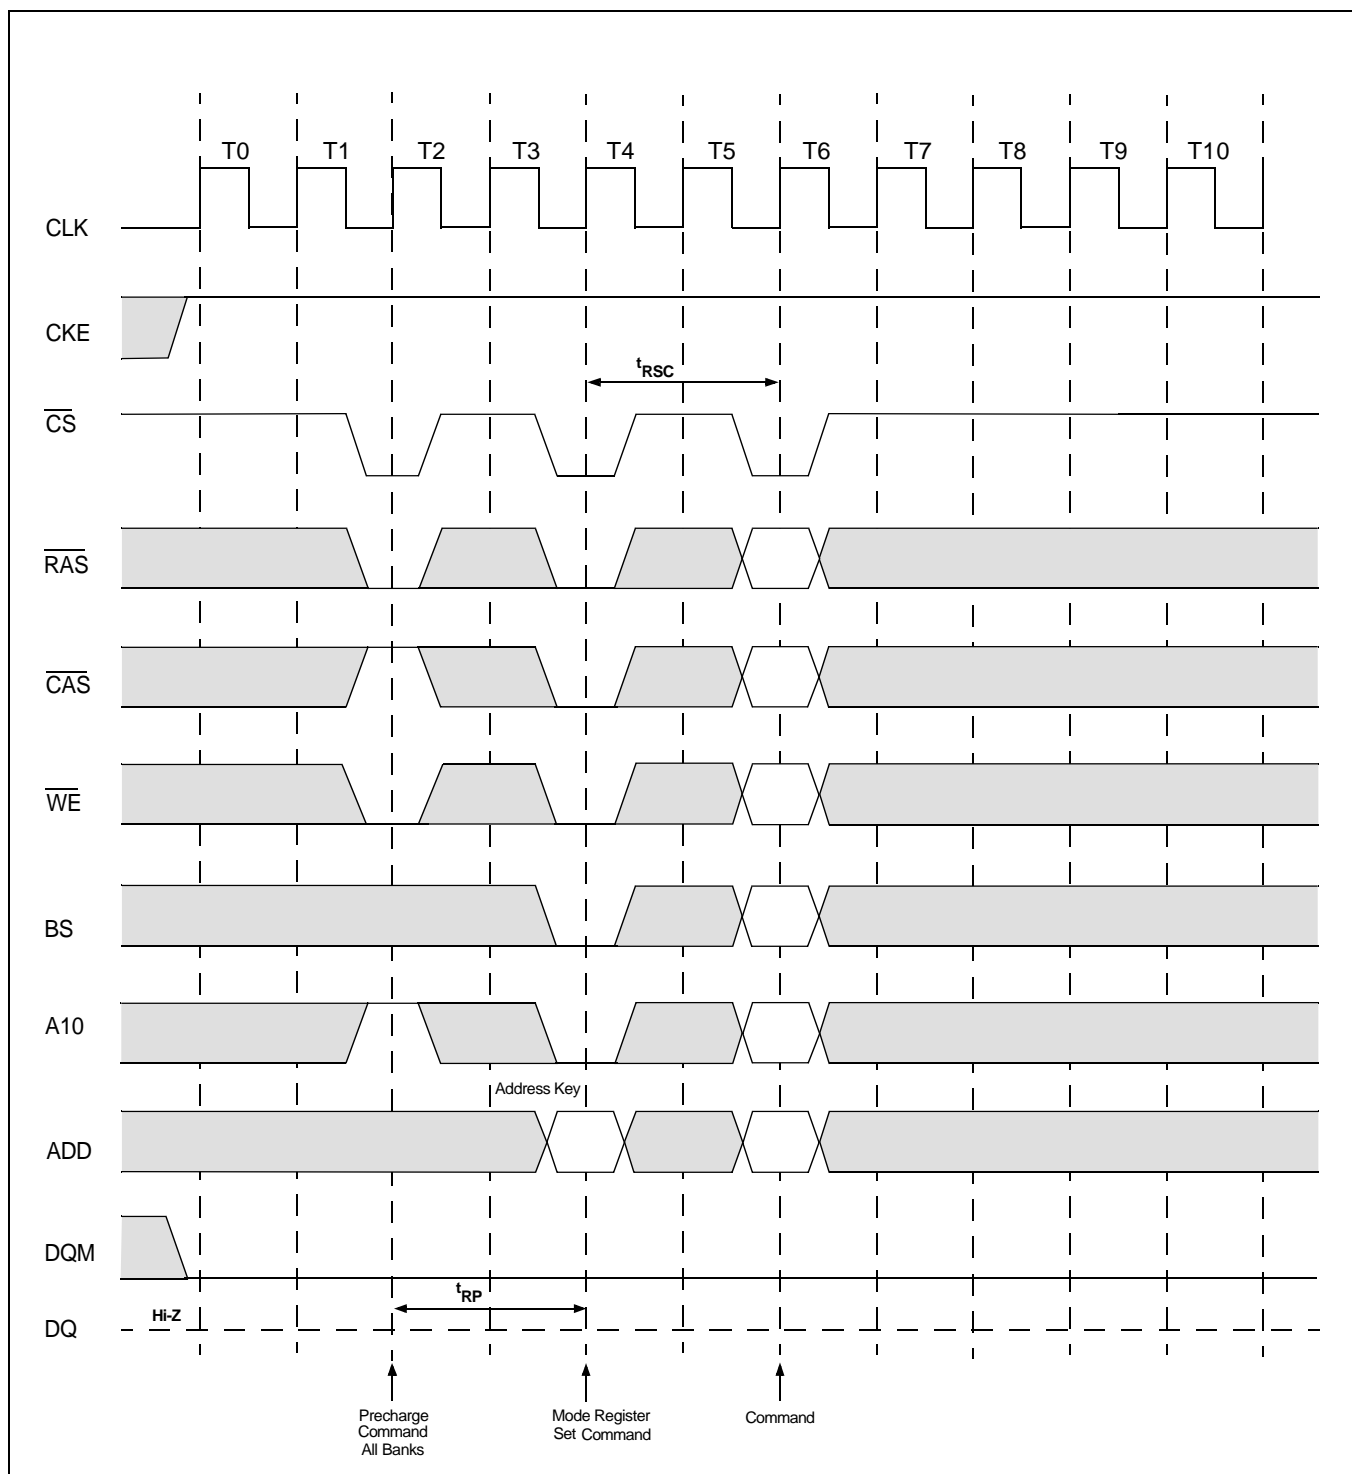 T0 T1 T2 T3 T4 T5 T6 T7 T8 T9 T10
CLK
CKE
tRSC
CS
RAS
CAS
WE
BS
A10
Address Key
ADD
DQM
tRP
Hi-Z
DQ
Precharge
Command
All Banks
Mode Register
Set Command
Command